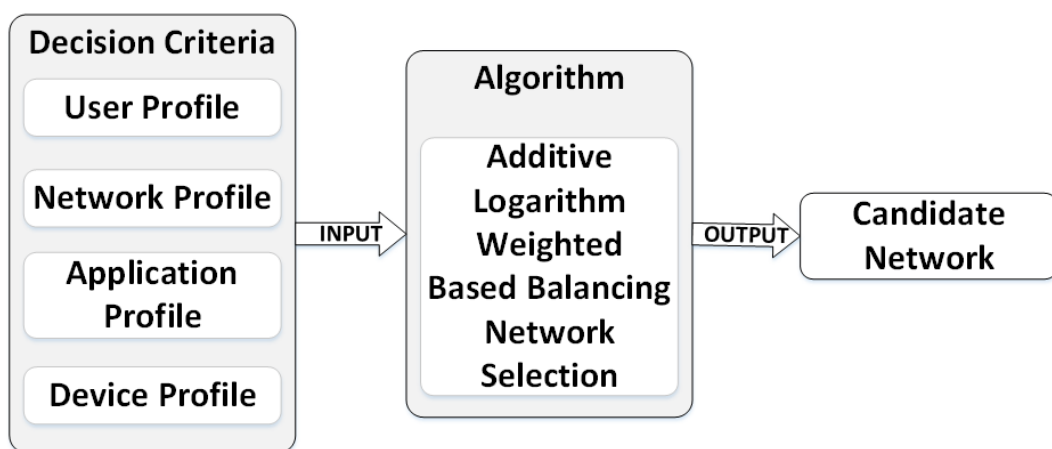 Decision Criteria
User Profile
Network Profile
Application
Profile
Device Profile
INPUT
Algorithm
Additive
Logarithm
Weighted
Based Balancing
Network
Selection
OUTPUT
Candidate
Network